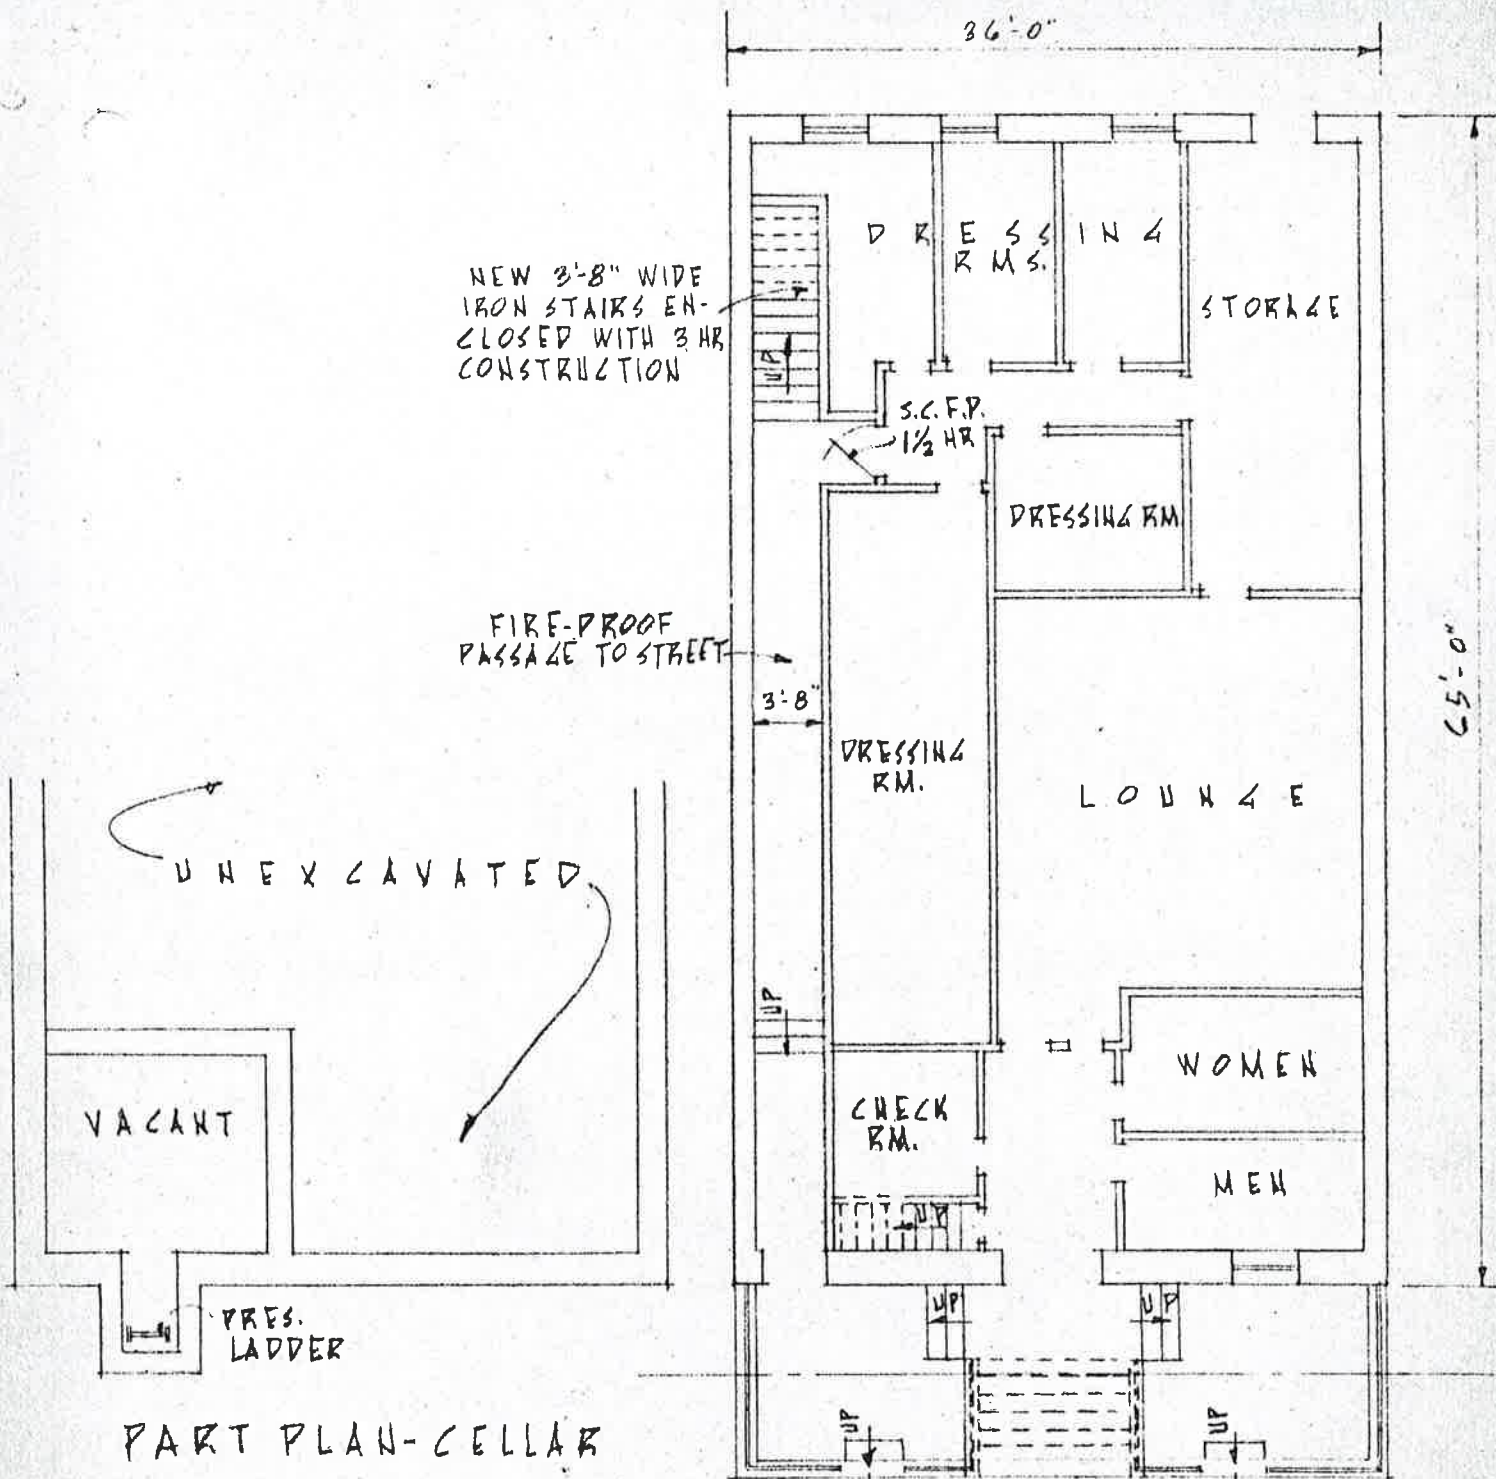 36'-0"
DRESSING
RMS.
STORAGE
NEW 3'-8" WIDE
IRON STAIRS EN-
CLOSED WITH 3 HR
CONSTRUCTION
UP
S.C.F.P.
1½ HR
DRESSING RM
FIRE-PROOF
PASSAGE TO STREET
3'-8"
65'-0"
DRESSING
RM.
LOUNGE
UNEXCAVATED
UP
WOMEN
VACANT
CHECK
RM.
MEN
UP
PRES.
LADDER
UP
UP
UP
UP
PART PLAN-CELLAR